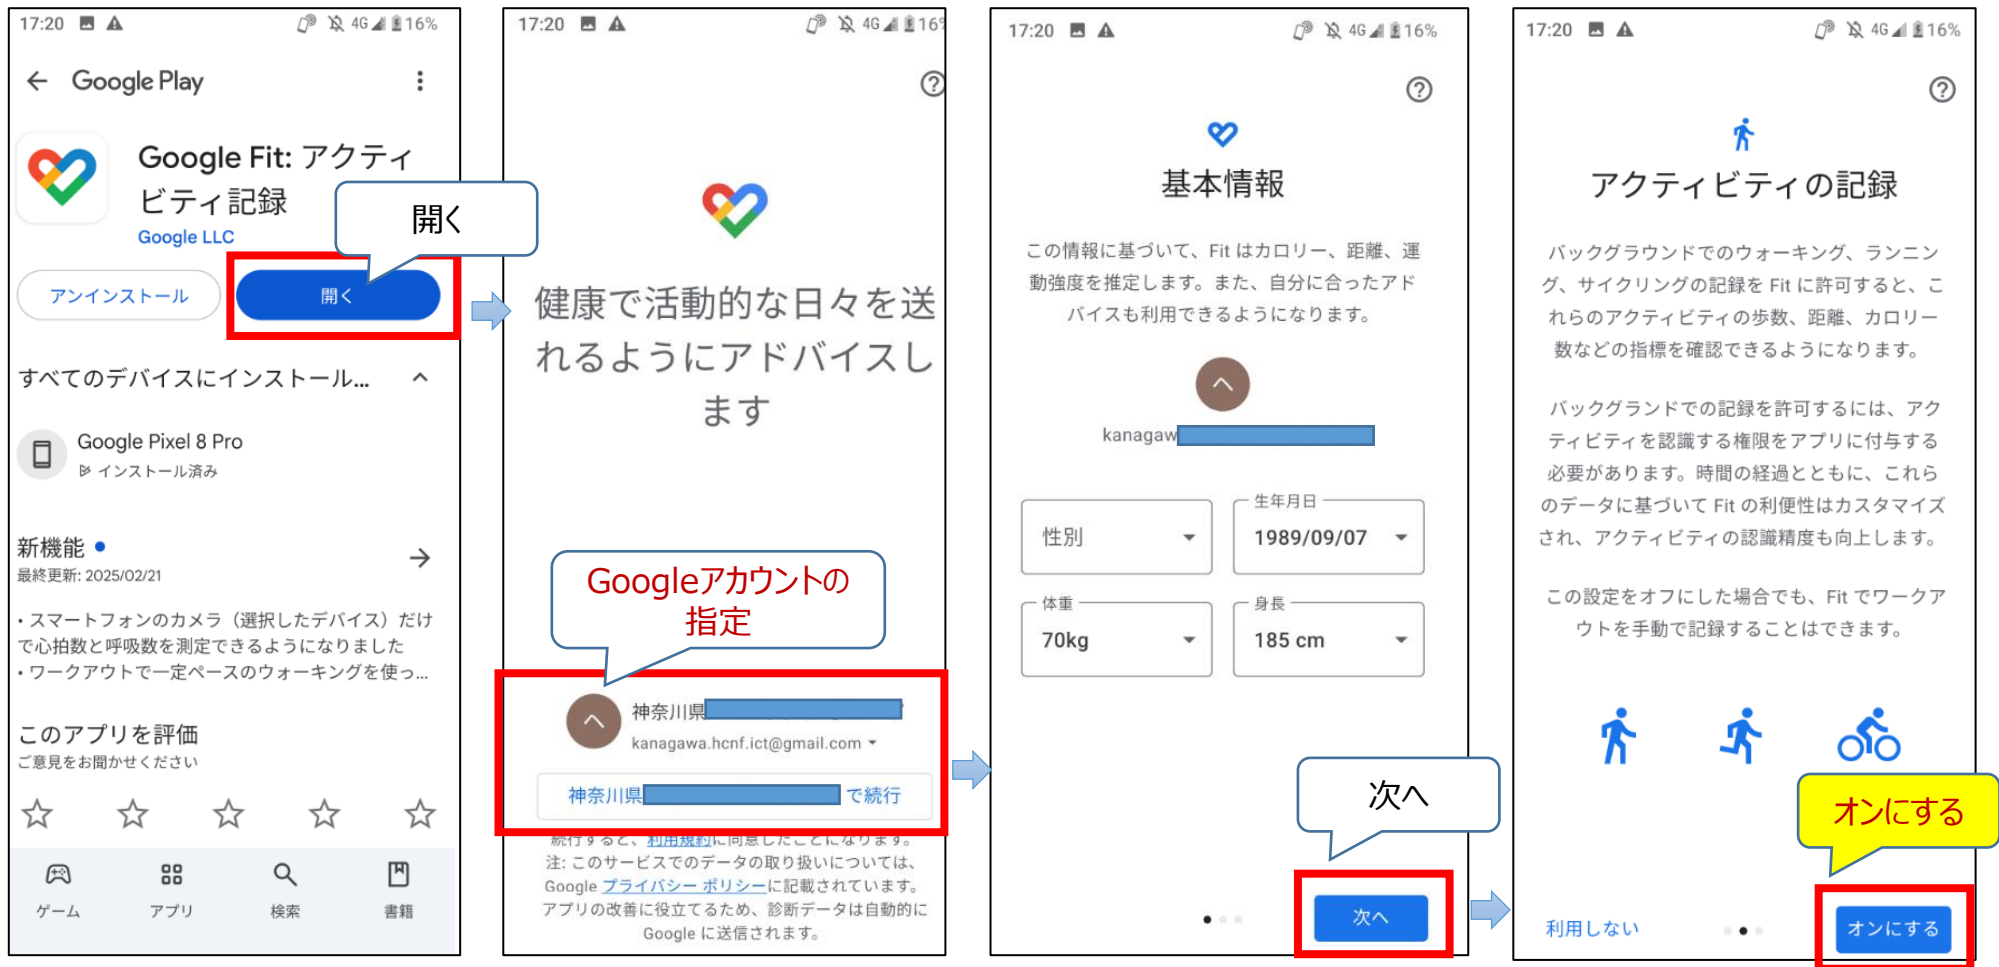 17:20
4G
16%
Google Play
Google Fit: アクティ
ビティ記録
Google LLC
開く
アンインストール
開く
すべてのデバイスにインストール...
Google Pixel 8 Pro
インストール済み
新機能
最終更新: 2025/02/21
・スマートフォンのカメラ（選択したデバイス）だけ
で心拍数と呼吸数を測定できるようになりました
・ワークアウトで一定ペースのウォーキングを使っ...
このアプリを評価
ご意見をお聞かせください
ゲーム
アプリ
検索
書籍
17:20
4G
16%
健康で活動的な日々を送
れるようにアドバイスし
ます
Googleアカウントの
指定
へ
神奈川県
kanagawa.hcnf.ict@gmail.com
神奈川県
で続行
続行すると、利用規約に同意したことになります。
注: このサービスでのデータの取り扱いについては、
Google プライバシー ポリシーに記載されています。
アプリの改善に役立てるため、診断データは自動的に
Google に送信されます。
17:20
4G
16%
基本情報
この情報に基づいて、Fit はカロリー、距離、運
動強度を推定します。また、自分に合ったアド
バイスも利用できるようになります。
へ
kanagaw
性別
生年月日
1989/09/07
体重
70kg
身長
185 cm
次へ
次へ
17:20
4G
16%
アクティビティの記録
バックグラウンドでのウォーキング、ランニン
グ、サイクリングの記録を Fit に許可すると、こ
れらのアクティビティの歩数、距離、カロリー
数などの指標を確認できるようになります。
バックグランドでの記録を許可するには、アク
ティビティを認識する権限をアプリに付与する
必要があります。時間の経過とともに、これら
のデータに基づいて Fit の利便性はカスタマイズ
され、アクティビティの認識精度も向上します。
この設定をオフにした場合でも、Fit でワークア
ウトを手動で記録することはできます。
オンにする
利用しない
オンにする